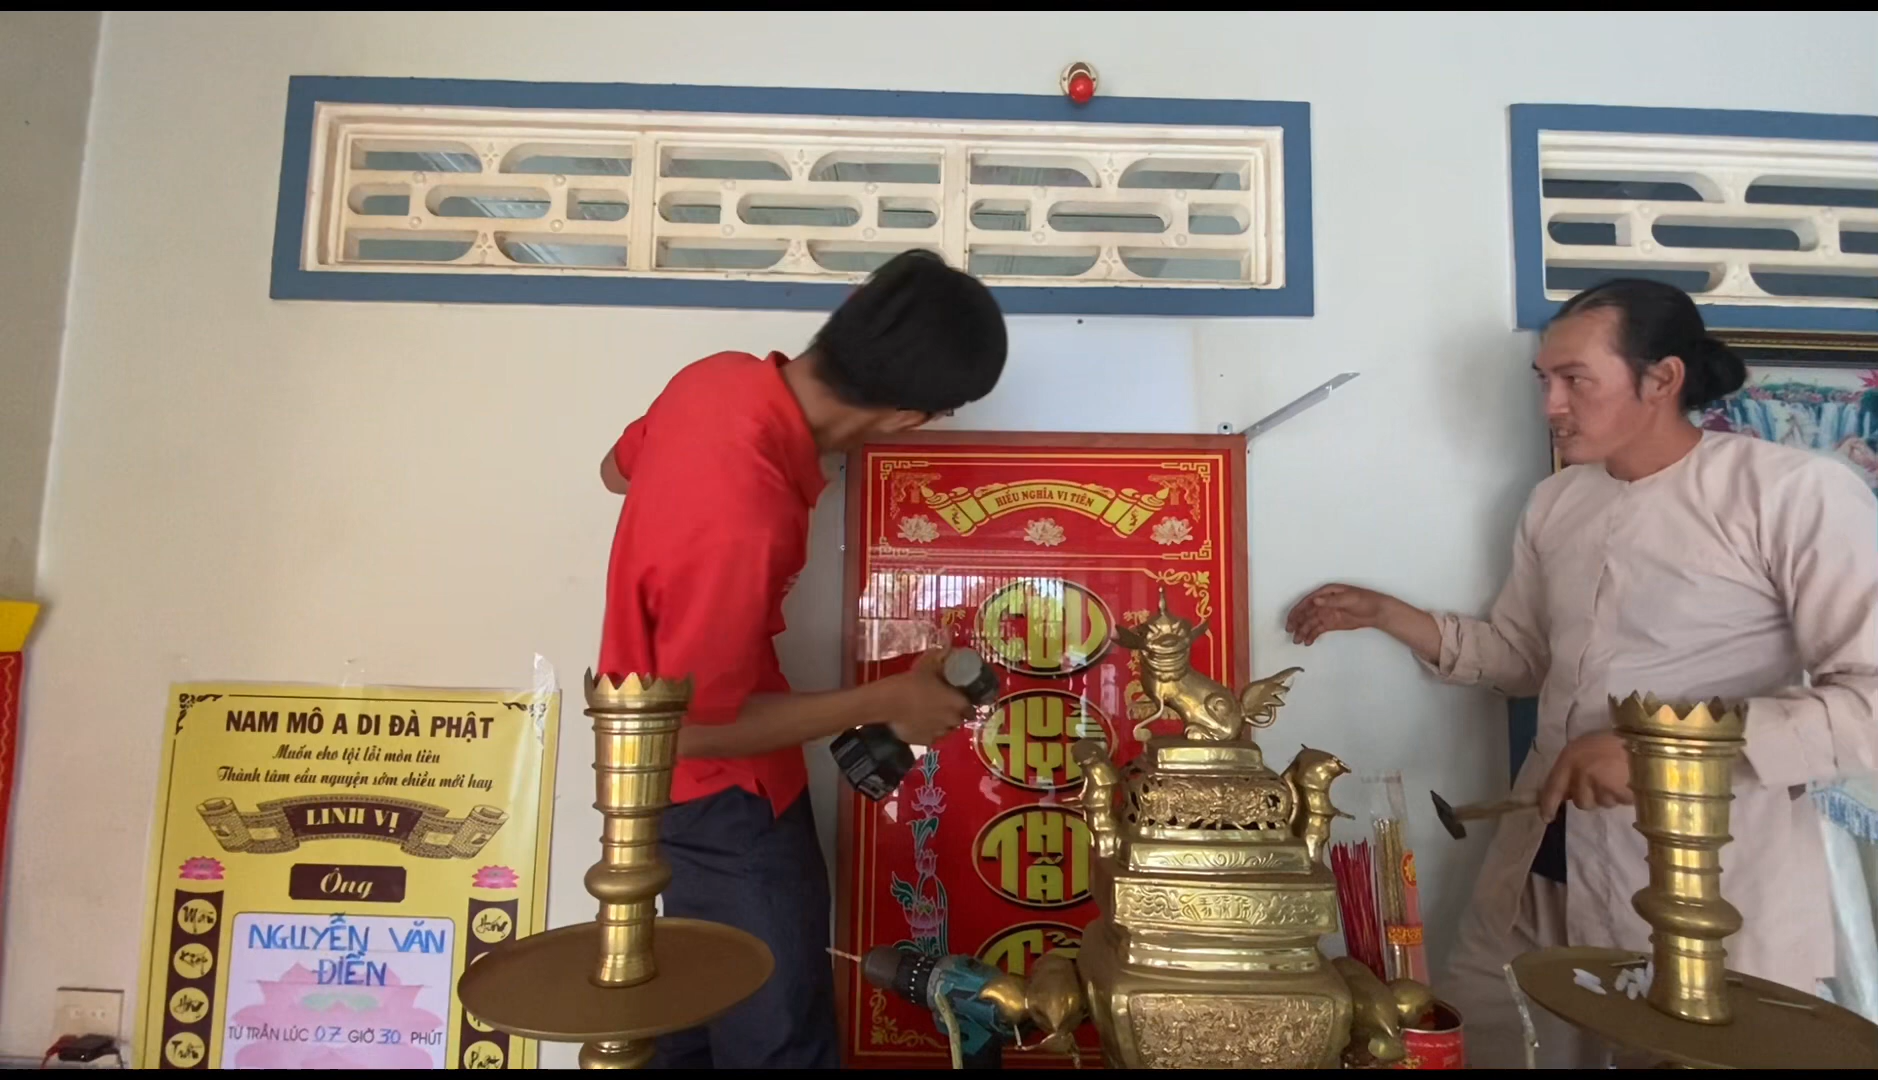 HIẾU NGHĨA VI TIÊN
CỬU
HUYỀN
THẤT
NAM MÔ A DI ĐÀ PHẬT
Muốn cho tội lỗi mòn tiêu
Thành tâm cầu nguyện sớm chiều mới hay
LINH VỊ
Ông
NGUYỄN VĂN
ĐIỂN
TỪ TRẦN LÚC 07 GIỜ 30 PHÚT